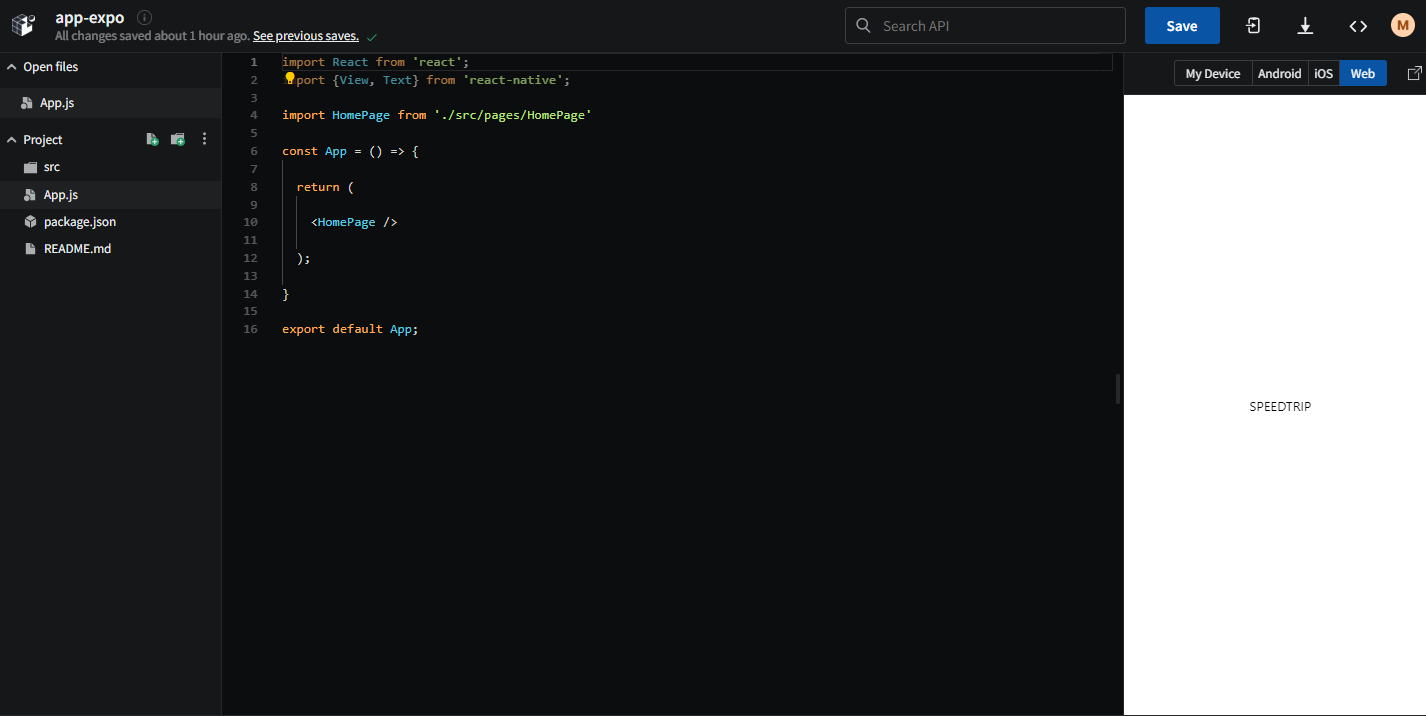 app-expo
All changes saved about 1 hour ago. See previous saves.
Search API
Save
M
Open files
App.js
Project
src
App.js
package.json
README.md
1 import React from 'react';
2 import {View, Text} from 'react-native';
3
4 import HomePage from './src/pages/HomePage'
5
6 const App = () => {
7
8 return (
9
10 <HomePage />
11
12 );
13
14 }
15
16 export default App;
My Device Android iOS Web
SPEEDTRIP